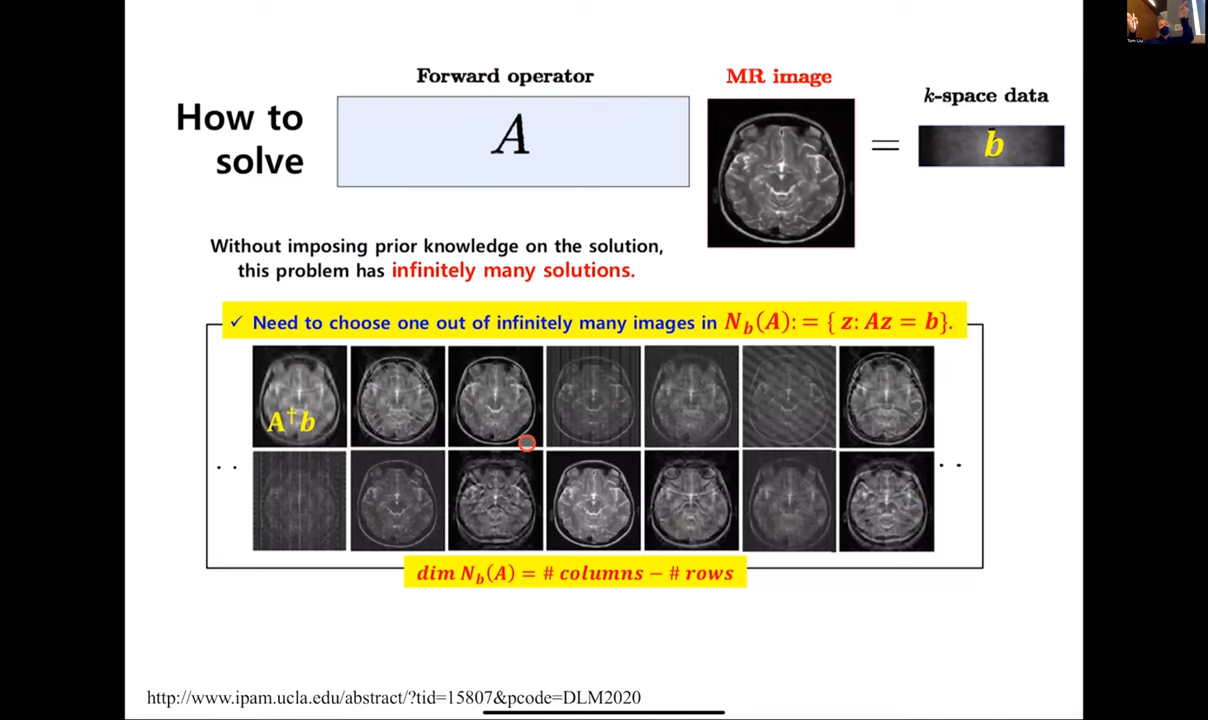 Forward operator
MR image
k-space data
How to
solve
A
=
b
Without imposing prior knowledge on the solution,
this problem has infinitely many solutions.
✓ Need to choose one out of infinitely many images in N_b(A): = { z: Az = b}.
A†b
. .
. .
dim N_b(A) = # columns − # rows
http://www.ipam.ucla.edu/abstract/?tid=15807&pcode=DLM2020
Tom Liu